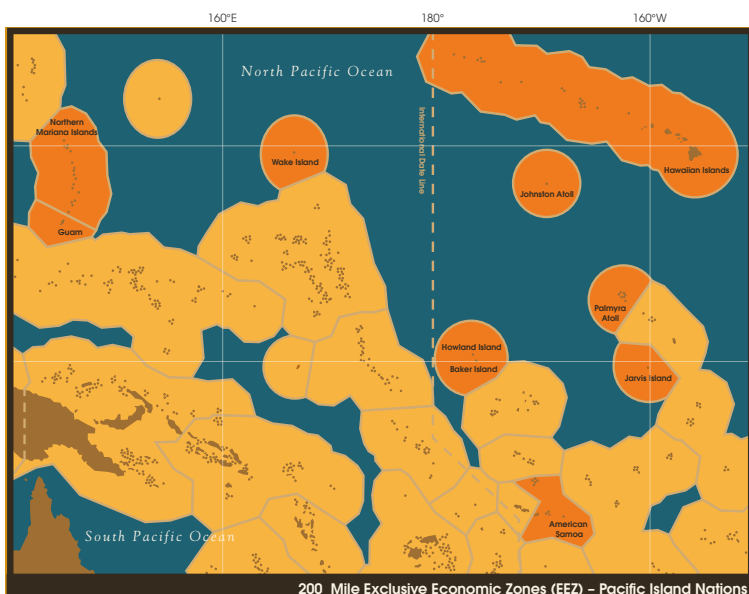 160°E
180°
160°W
North Pacific Ocean
Northern
Mariana Islands
Wake Island
International Date Line
Hawaiian Islands
Johnston Atoll
Guam
Palmyra
Atoll
Howland Island
Baker Island
Jarvis Island
American
Samoa
South Pacific Ocean
200 Mile Exclusive Economic Zones (EEZ) – Pacific Island Nations